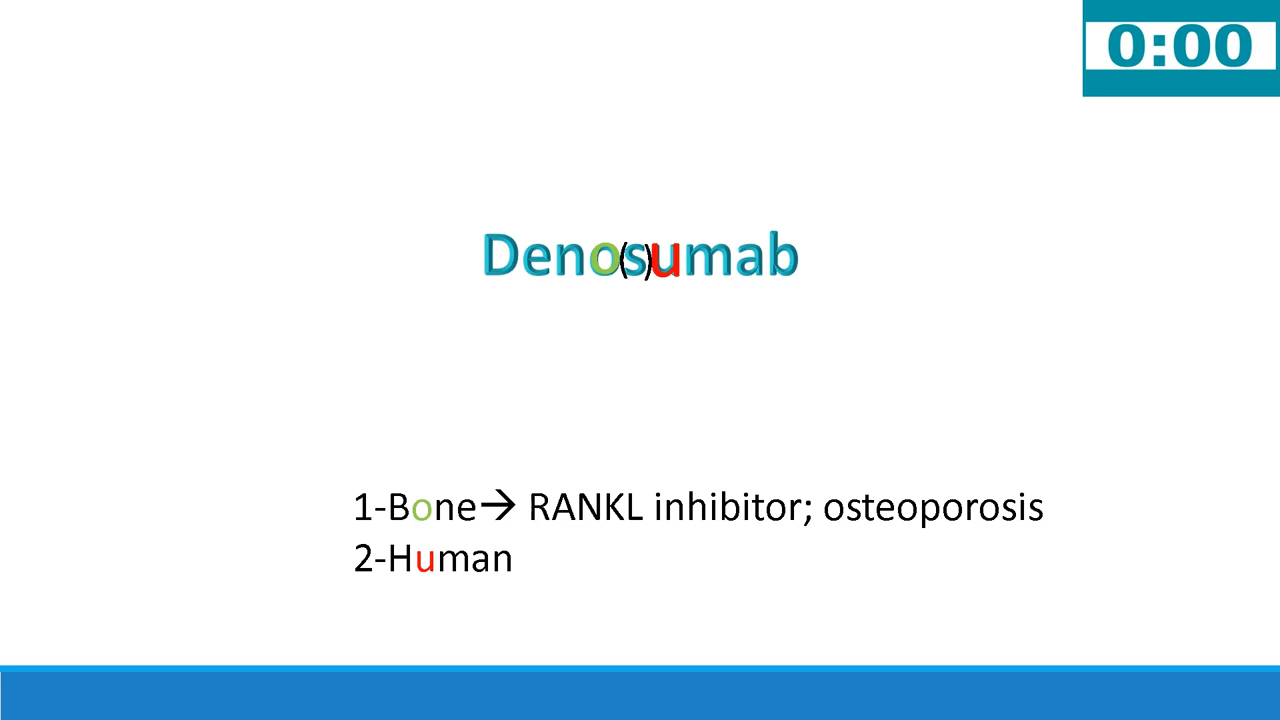 0:00
Deno(s)umab
1-Bone→ RANKL inhibitor; osteoporosis
2-Human